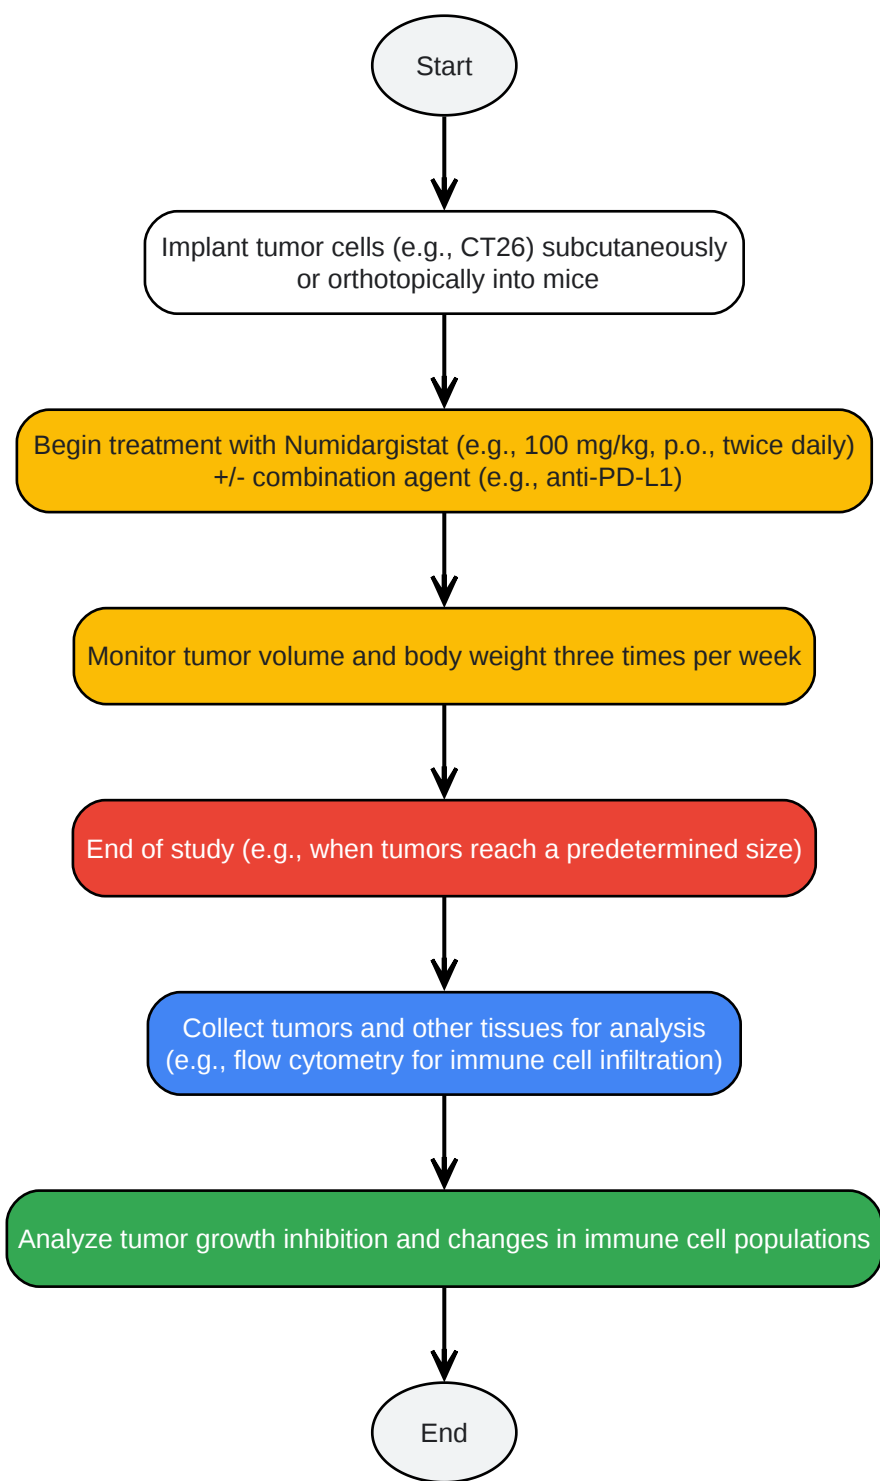 Start
Implant tumor cells (e.g., CT26) subcutaneously
or orthotopically into mice
Begin treatment with Numidargistat (e.g., 100 mg/kg, p.o., twice daily)
+/- combination agent (e.g., anti-PD-L1)
Monitor tumor volume and body weight three times per week
End of study (e.g., when tumors reach a predetermined size)
Collect tumors and other tissues for analysis
(e.g., flow cytometry for immune cell infiltration)
Analyze tumor growth inhibition and changes in immune cell populations
End